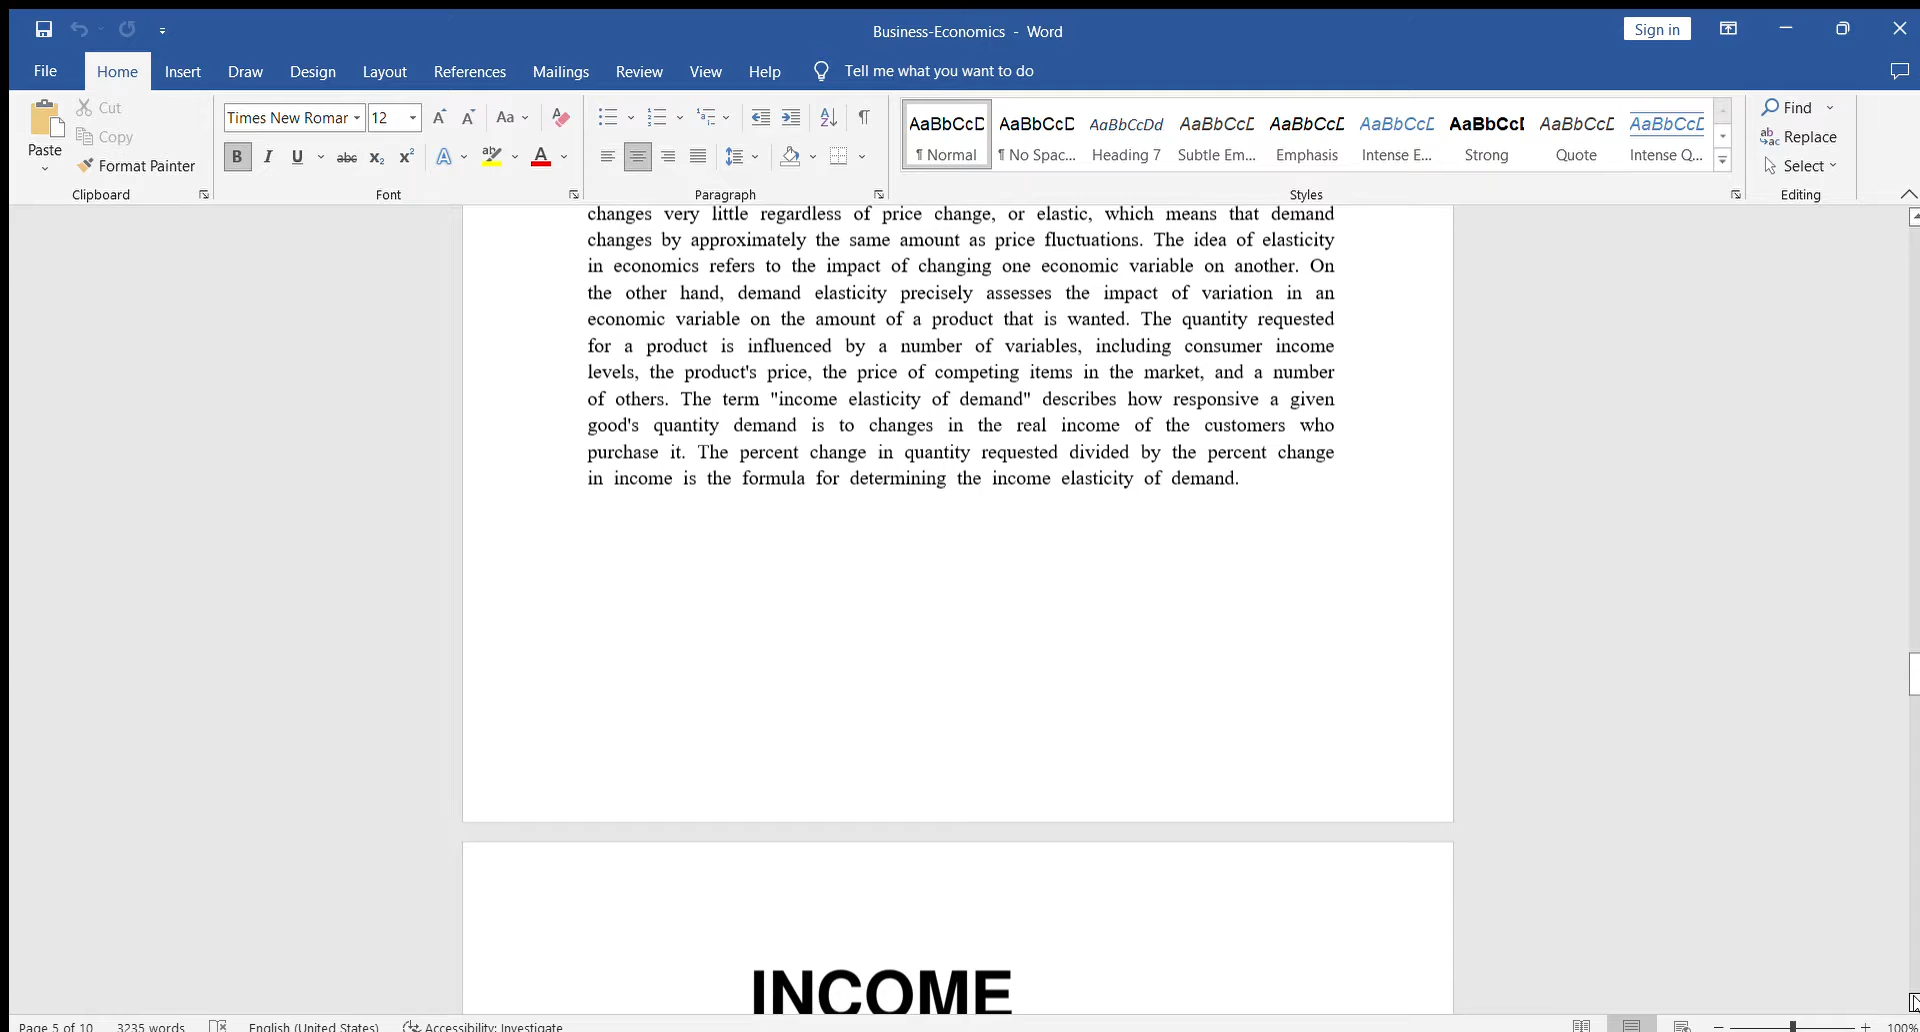 Business-Economics - Word
Sign in
File Home Insert Draw Design Layout References Mailings Review View Help Tell me what you want to do
Paste
Cut
Copy
Format Painter
Clipboard
Times New Romar 12
Aa
B I U abc X₂ X² A ab A
Font
Paragraph
AaBbCcD AaBbCcD AaBbCcDd AaBbCcD AaBbCcD AaBbCcD AaBbCcD AaBbCcD AaBbCcD
¶ Normal ¶ No Spac... Heading 7 Subtle Em... Emphasis Intense E... Strong Quote Intense Q...
Styles
Find
Replace
Select
Editing
changes very little regardless of price change, or elastic, which means that demand
changes by approximately the same amount as price fluctuations. The idea of elasticity
in economics refers to the impact of changing one economic variable on another. On
the other hand, demand elasticity precisely assesses the impact of variation in an
economic variable on the amount of a product that is wanted. The quantity requested
for a product is influenced by a number of variables, including consumer income
levels, the product's price, the price of competing items in the market, and a number
of others. The term "income elasticity of demand" describes how responsive a given
good's quantity demand is to changes in the real income of the customers who
purchase it. The percent change in quantity requested divided by the percent change
in income is the formula for determining the income elasticity of demand.
INCOME
Page 5 of 10 3235 words English (United States) Accessibility: Investigate 100%